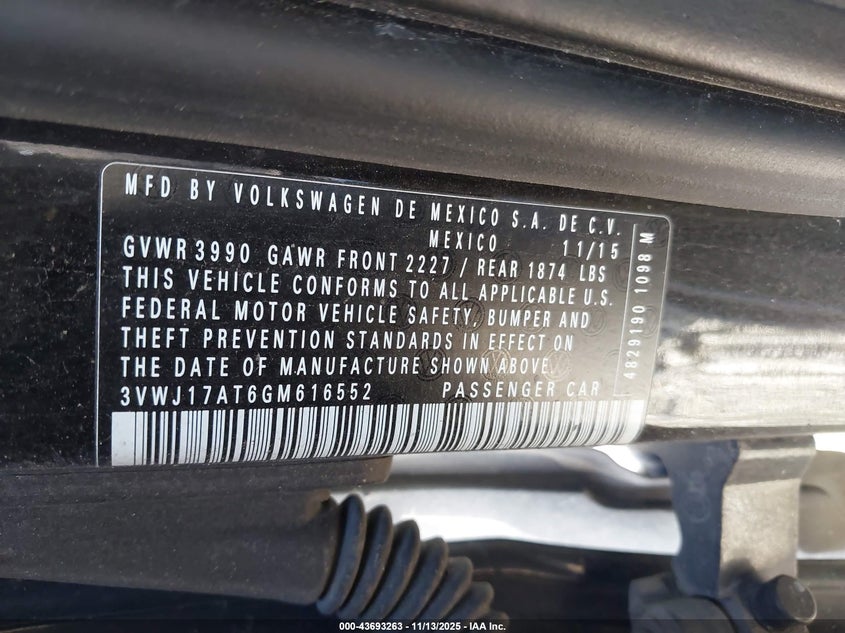 MFD BY VOLKSWAGEN DE MEXICO S.A. DE C.V.
MEXICO 11/15
GVWR 3990 GAWR FRONT 2227 / REAR 1874 LBS
THIS VEHICLE CONFORMS TO ALL APPLICABLE U.S.
FEDERAL MOTOR VEHICLE SAFETY, BUMPER AND
THEFT PREVENTION STANDARDS IN EFFECT ON
THE DATE OF MANUFACTURE SHOWN ABOVE.
3VWJ17AT6GM616552 PASSENGER CAR
4829190 1098 M
000-43693263 - 11/13/2025 - IAA Inc.